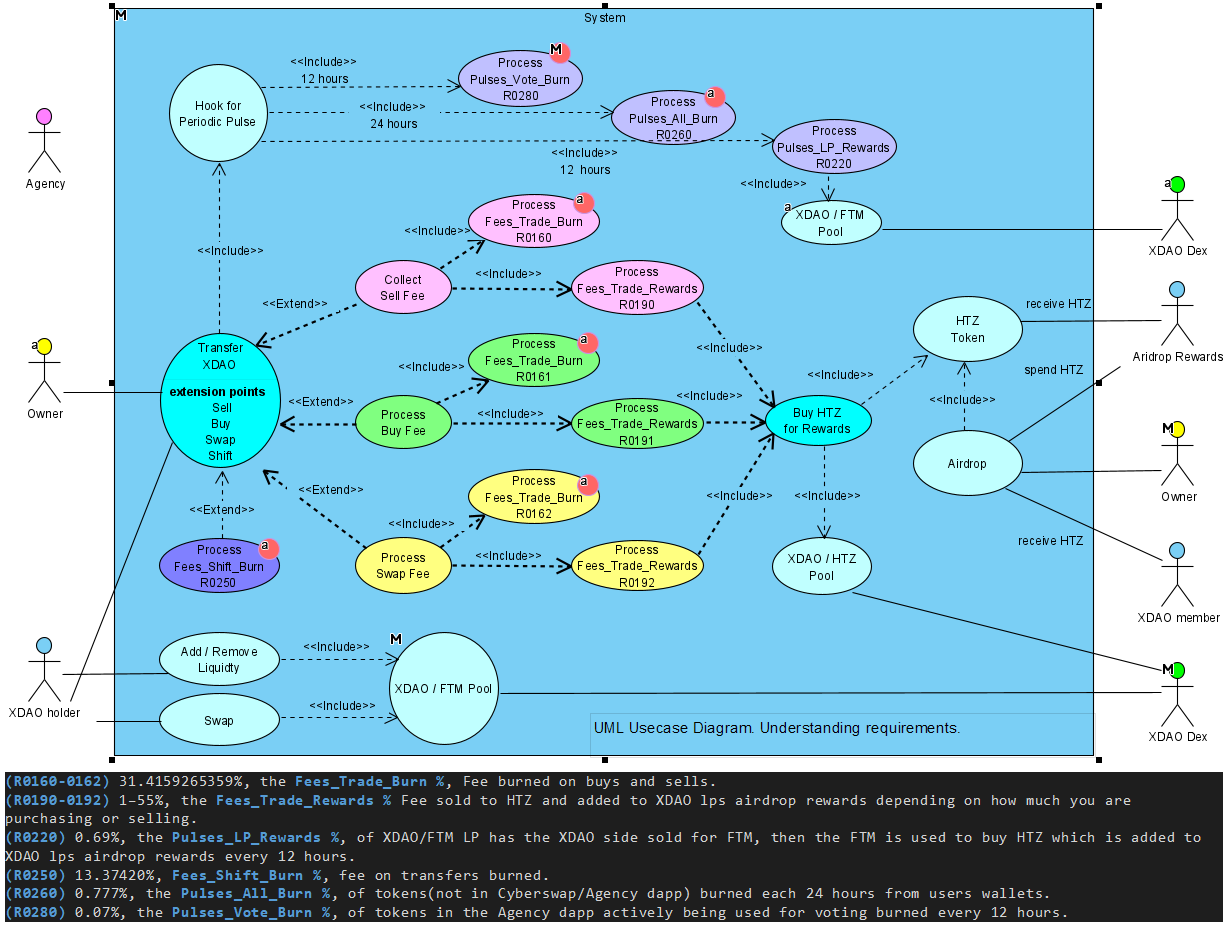 M
System
<<Include>>
12 hours
Process
Pulses_Vote_Burn
R0280
M
Hook for
Periodic Pulse
<<Include>>
24 hours
Process
Pulses_All_Burn
R0260
a
<<Include>>
12 hours
Process
Pulses_LP_Rewards
R0220
Agency
<<Include>>
a
XDAO / FTM
Pool
a
XDAO Dex
<<Include>>
<<Include>>
Process
Fees_Trade_Burn
R0160
a
Collect
Sell Fee
<<Include>>
Process
Fees_Trade_Rewards
R0190
<<Extend>>
receive HTZ
HTZ
Token
Aridrop Rewards
a
Owner
Transfer
XDAO
extension points
Sell
Buy
Swap
Shift
<<Include>>
Process
Fees_Trade_Burn
R0161
a
<<Include>>
<<Include>>
spend HTZ
<<Extend>>
Process
Buy Fee
<<Include>>
Process
Fees_Trade_Rewards
R0191
<<Include>>
Buy HTZ
for Rewards
<<Include>>
M
Owner
Airdrop
<<Extend>>
<<Include>>
Process
Fees_Trade_Burn
R0162
a
<<Include>>
<<Include>>
<<Extend>>
Process
Fees_Shift_Burn
R0250
a
Process
Swap Fee
<<Include>>
Process
Fees_Trade_Rewards
R0192
XDAO / HTZ
Pool
receive HTZ
XDAO member
Add / Remove
Liquidty
<<Include>>
M
XDAO / FTM Pool
XDAO holder
Swap
<<Include>>
M
XDAO Dex
UML Usecase Diagram. Understanding requirements.
(R0160-0162) 31.4159265359%, the Fees_Trade_Burn %, Fee burned on buys and sells.
(R0190-0192) 1–55%, the Fees_Trade_Rewards % Fee sold to HTZ and added to XDAO lps airdrop rewards depending on how much you are
purchasing or selling.
(R0220) 0.69%, the Pulses_LP_Rewards %, of XDAO/FTM LP has the XDAO side sold for FTM, then the FTM is used to buy HTZ which is added to
XDAO lps airdrop rewards every 12 hours.
(R0250) 13.37420%, Fees_Shift_Burn %, fee on transfers burned.
(R0260) 0.777%, the Pulses_All_Burn %, of tokens(not in Cyberswap/Agency dapp) burned each 24 hours from users wallets.
(R0280) 0.07%, the Pulses_Vote_Burn %, of tokens in the Agency dapp actively being used for voting burned every 12 hours.